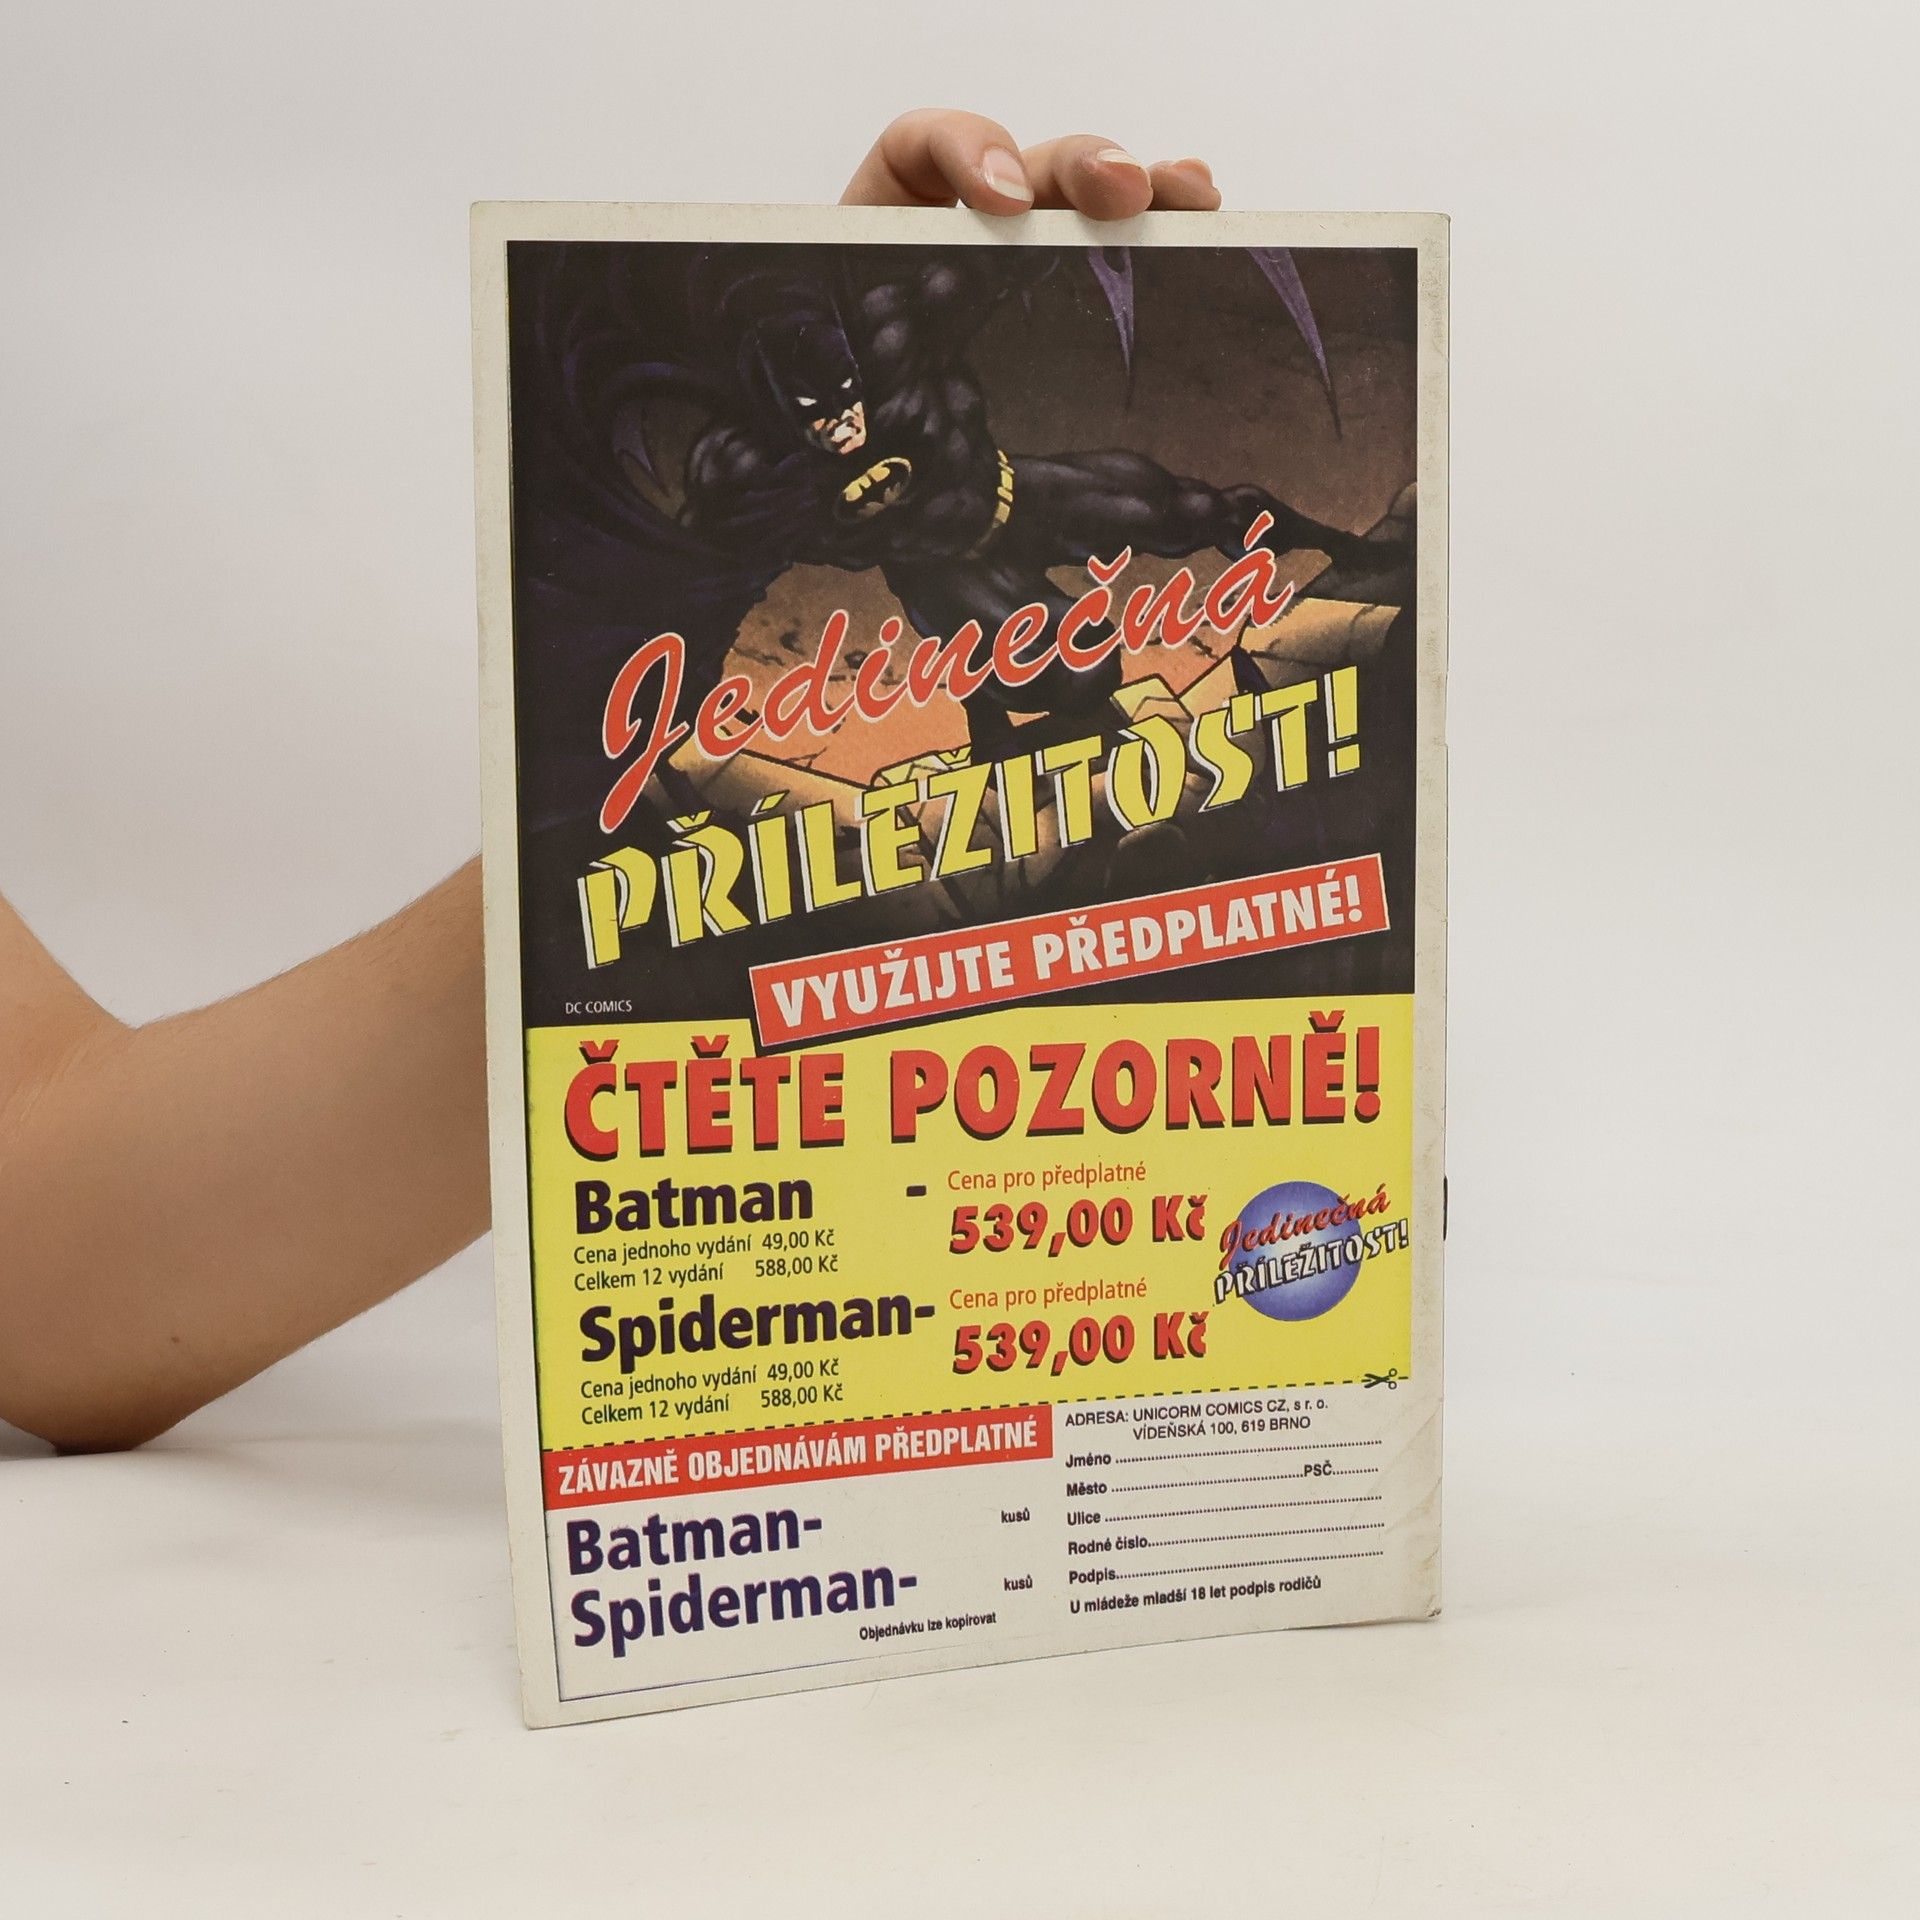 Jedinečná
PŘÍLEŽITOST!
VYUŽIJTE PŘEDPLATNÉ!
DC COMICS
ČTĚTE POZORNĚ!
Batman - Cena pro předplatné
539,00 Kč
Cena jednoho vydání 49,00 Kč
Celkem 12 vydání 588,00 Kč
Jedinečná
PŘÍLEŽITOST!
Spiderman- Cena pro předplatné
539,00 Kč
Cena jednoho vydání 49,00 Kč
Celkem 12 vydání 588,00 Kč
ZÁVAZNĚ OBJEDNÁVÁM PŘEDPLATNÉ
Batman- kusů
Spiderman- kusů
Objednávku lze kopírovat
ADRESA: UNICORM COMICS CZ, s r. o.
VÍDEŇSKÁ 100, 619 BRNO
Jméno
Město PSČ
Ulice
Rodné číslo
Podpis
U mládeže mladší 18 let podpis rodičů